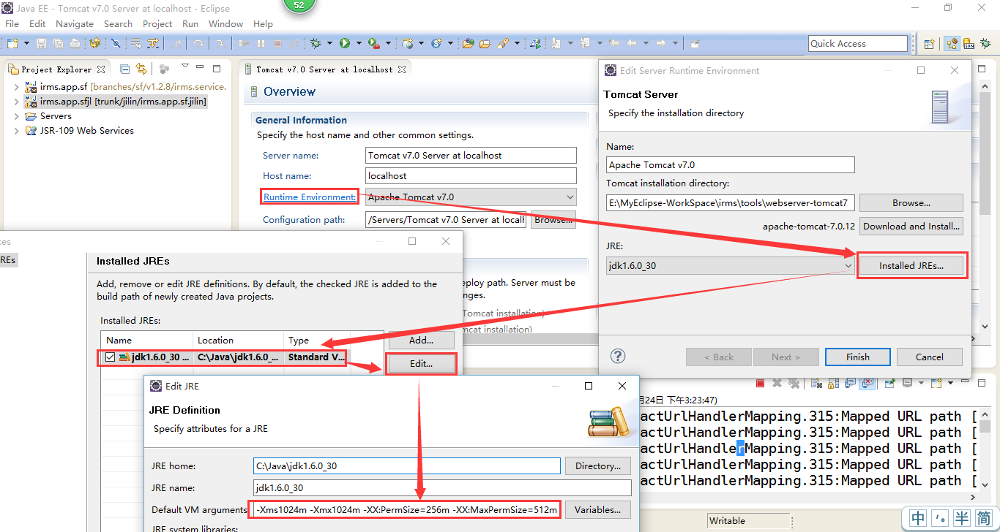 Java EE - Tomcat v7.0 Server at localhost - Eclipse
52
File Edit Navigate Search Project Run Window Help
Quick Access
Project Explorer
irms.app.sf [branches/sf/v1.2.8/irms.service.
irms.app.sfjl [trunk/jilin/irms.app.sf.jilin]
Servers
JSR-109 Web Services
Tomcat v7.0 Server at localhost
Overview
General Information
Specify the host name and other common settings.
Server name: Tomcat v7.0 Server at localhost
Host name: localhost
Runtime Environment: Apache Tomcat v7.0
Configuration path: /Servers/Tomcat v7.0 Server at local Browse...
eploy path. Server must be
nges.
Tomcat installation)
mcat installation)
Edit Server Runtime Environment
Tomcat Server
Specify the installation directory
Name:
Apache Tomcat v7.0
Tomcat installation directory:
E:\MyEclipse-WorkSpace\irms\tools\webserver-tomcat7 Browse...
apache-tomcat-7.0.12 Download and Install...
JRE:
jdk1.6.0_30 Installed JREs...
? < Back Next > Finish Cancel
ces
REs
Installed JREs
Add, remove or edit JRE definitions. By default, the checked JRE is added to the
build path of newly created Java projects.
Installed JREs:
Name Location Type Add...
jdk1.6.0_30 ... C:\Java\jdk1.6.0_... Standard V... Edit...
Edit JRE
JRE Definition
Specify attributes for a JRE
JRE home: C:\Java\jdk1.6.0_30 Directory...
JRE name: jdk1.6.0_30
Default VM arguments: -Xms1024m -Xmx1024m -XX:PermSize=256m -XX:MaxPermSize=512m Variables...
JRE system libraries:
月24日 下午3:23:47)
actUrlHandlerMapping.315:Mapped URL path [
actUrlHandlerMapping.315:Mapped URL path [
actUrlHandlerMapping.315:Mapped URL path [
actUrlHandlerMapping.315:Mapped URL path [
actUrlHandlerMapping.315:Mapped URL path [
Writable
中 半 简